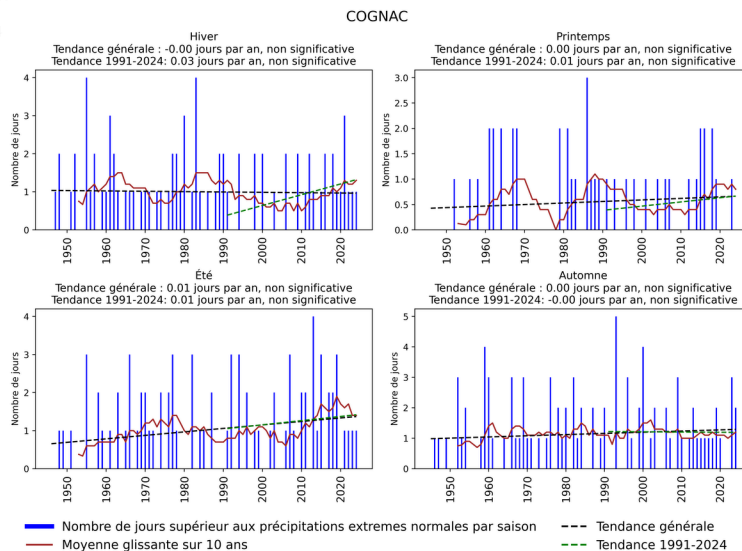 COGNAC
Hiver
Tendance générale : -0.00 jours par an, non significative
Tendance 1991-2024: 0.03 jours par an, non significative
Nombre de jours
4
3
2
1
0
1950
1960
1970
1980
1990
2000
2010
2020
Printemps
Tendance générale : 0.00 jours par an, non significative
Tendance 1991-2024: 0.01 jours par an, non significative
Nombre de jours
3.0
2.5
2.0
1.5
1.0
0.5
0.0
1950
1960
1970
1980
1990
2000
2010
2020
Été
Tendance générale : 0.01 jours par an, non significative
Tendance 1991-2024: 0.01 jours par an, non significative
Nombre de jours
4
3
2
1
0
1950
1960
1970
1980
1990
2000
2010
2020
Automne
Tendance générale : 0.00 jours par an, non significative
Tendance 1991-2024: -0.00 jours par an, non significative
Nombre de jours
5
4
3
2
1
0
1950
1960
1970
1980
1990
2000
2010
2020
Nombre de jours supérieur aux précipitations extremes normales par saison
Moyenne glissante sur 10 ans
Tendance générale
Tendance 1991-2024